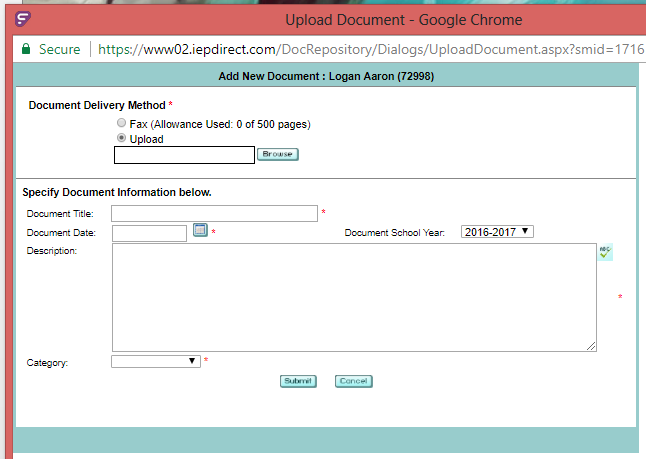 Upload Document - Google Chrome
Secure | https://www02.iepdirect.com/DocRepository/Dialogs/UploadDocument.aspx?smid=1716
Add New Document : Logan Aaron (72998)
Document Delivery Method *
Fax (Allowance Used: 0 of 500 pages)
Upload
Browse
Specify Document Information below.
Document Title: *
Document Date: * Document School Year: 2016-2017
Description: ABC
*
Category: *
Submit Cancel